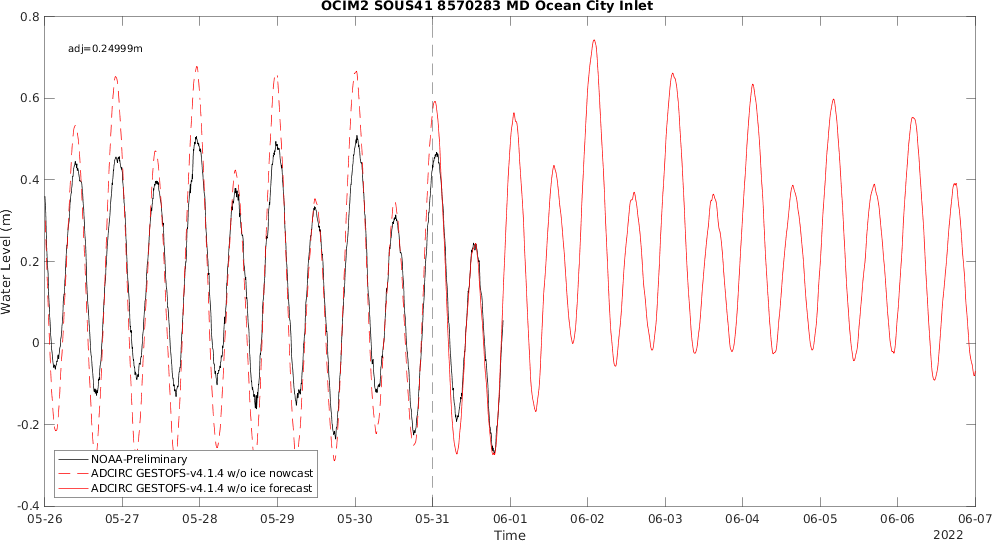 OCIM2 SOUS41 8570283 MD Ocean City Inlet
adj=0.24999m
Water Level (m)
0.8
0.6
0.4
0.2
0
-0.2
-0.4
NOAA-Preliminary
ADCIRC GESTOFS-v4.1.4 w/o ice nowcast
ADCIRC GESTOFS-v4.1.4 w/o ice forecast
05-26 05-27 05-28 05-29 05-30 05-31 06-01 06-02 06-03 06-04 06-05 06-06 06-07
Time
2022